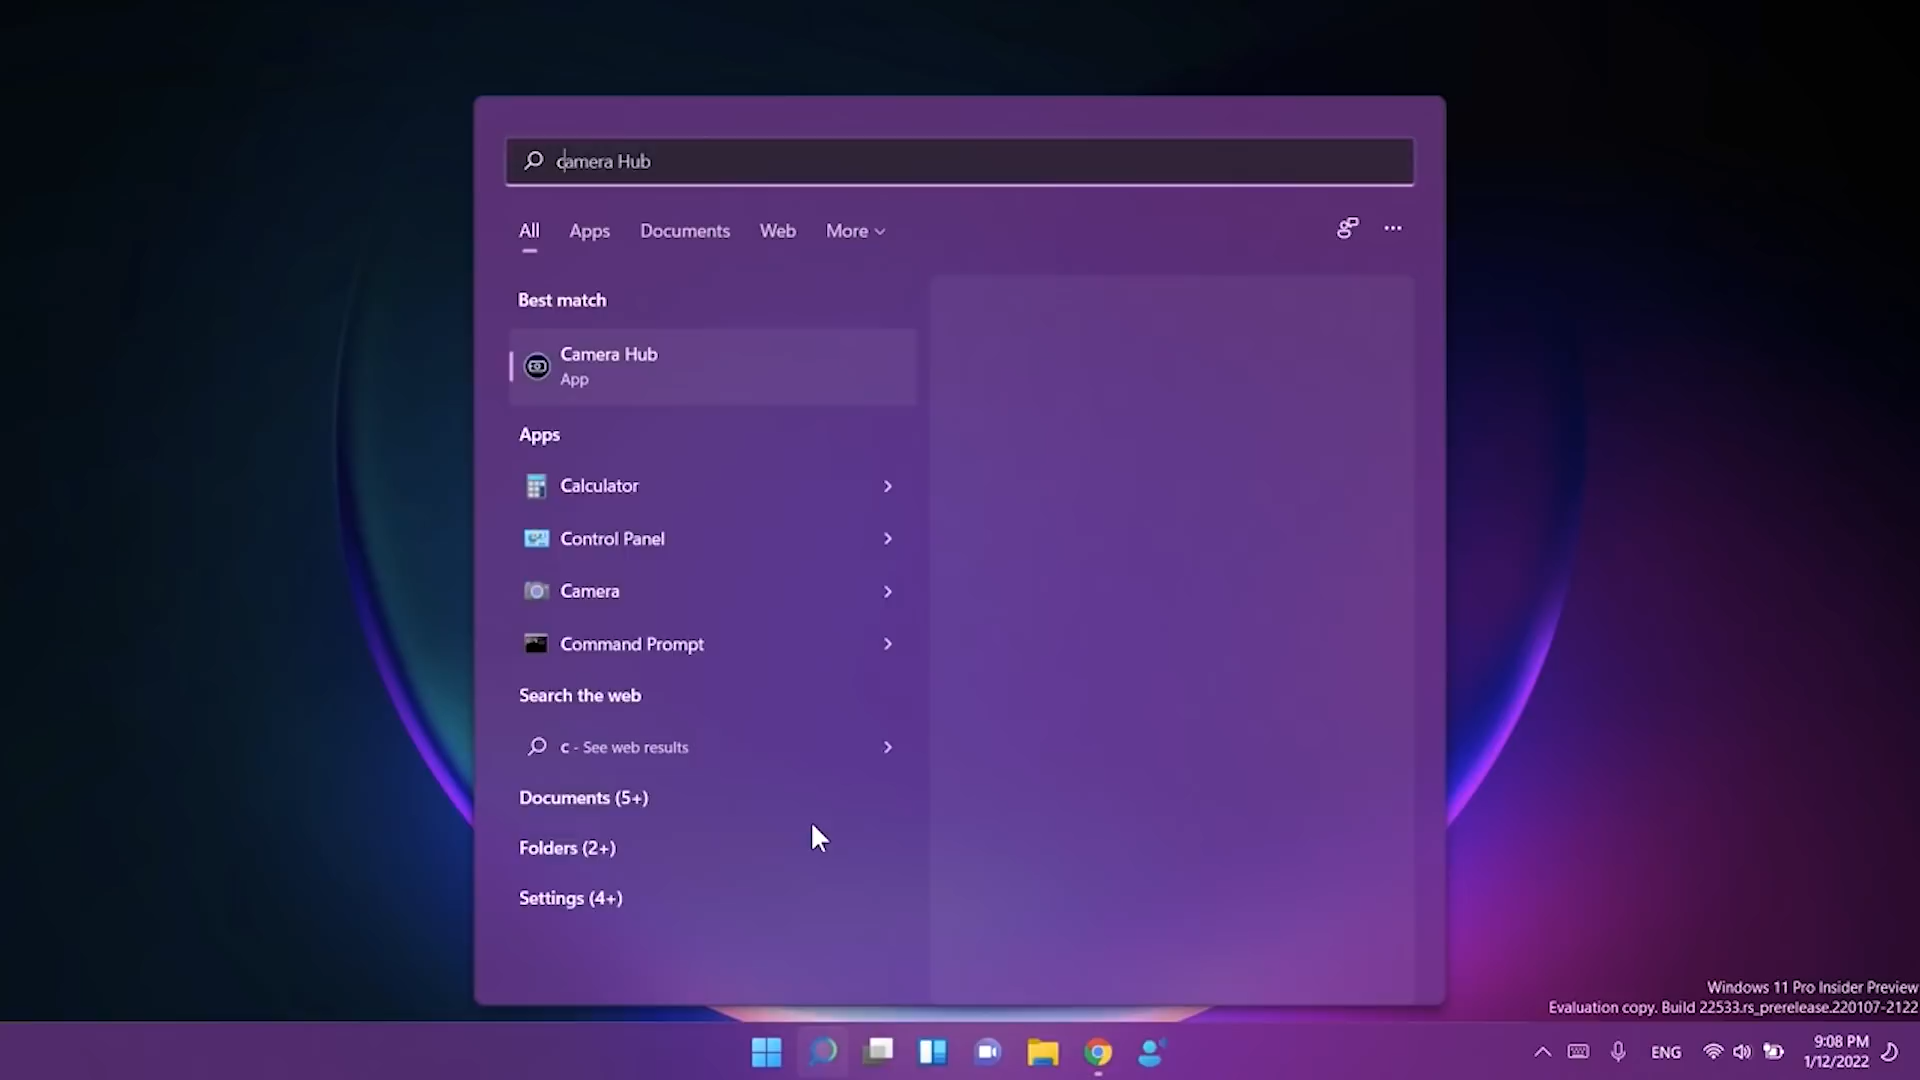 camera Hub
All Apps Documents Web More
Best match
Camera Hub
App
Apps
Calculator
Control Panel
Camera
Command Prompt
Search the web
c - See web results
Documents (5+)
Folders (2+)
Settings (4+)
Windows 11 Pro Insider Preview
Evaluation copy. Build 22533.rs_prerelease.220107-2122
ENG
9:08 PM
1/12/2022